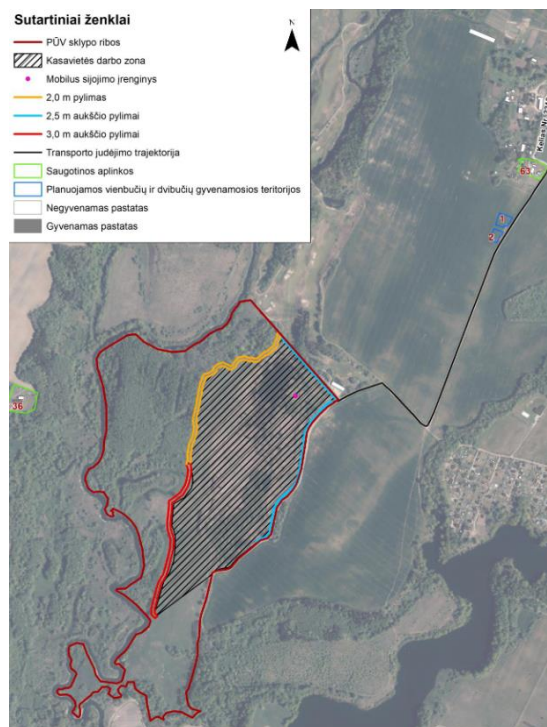 Sutartiniai ženklai
PŪV sklypo ribos
Kasavietės darbo zona
Mobilus sijojimo įrenginys
2,0 m pylimas
2,5 m aukščio pylimai
3,0 m aukščio pylimai
Transporto judėjimo trajektorija
Saugotinos aplinkos
Planuojamos vienbučių ir dvibučių gyvenamosios teritorijos
Negyvenamas pastatas
Gyvenamas pastatas
N
Kelias Nr.
63
1
2
36